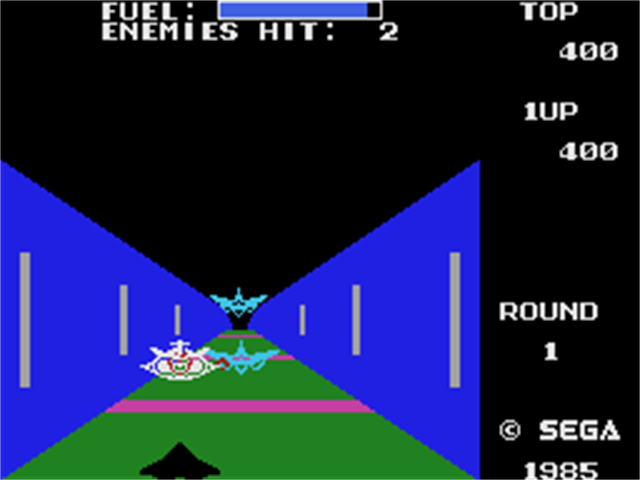 FUEL:
ENEMIES HIT: 2
TOP
400
1UP
400
ROUND
1
© SEGA
1985